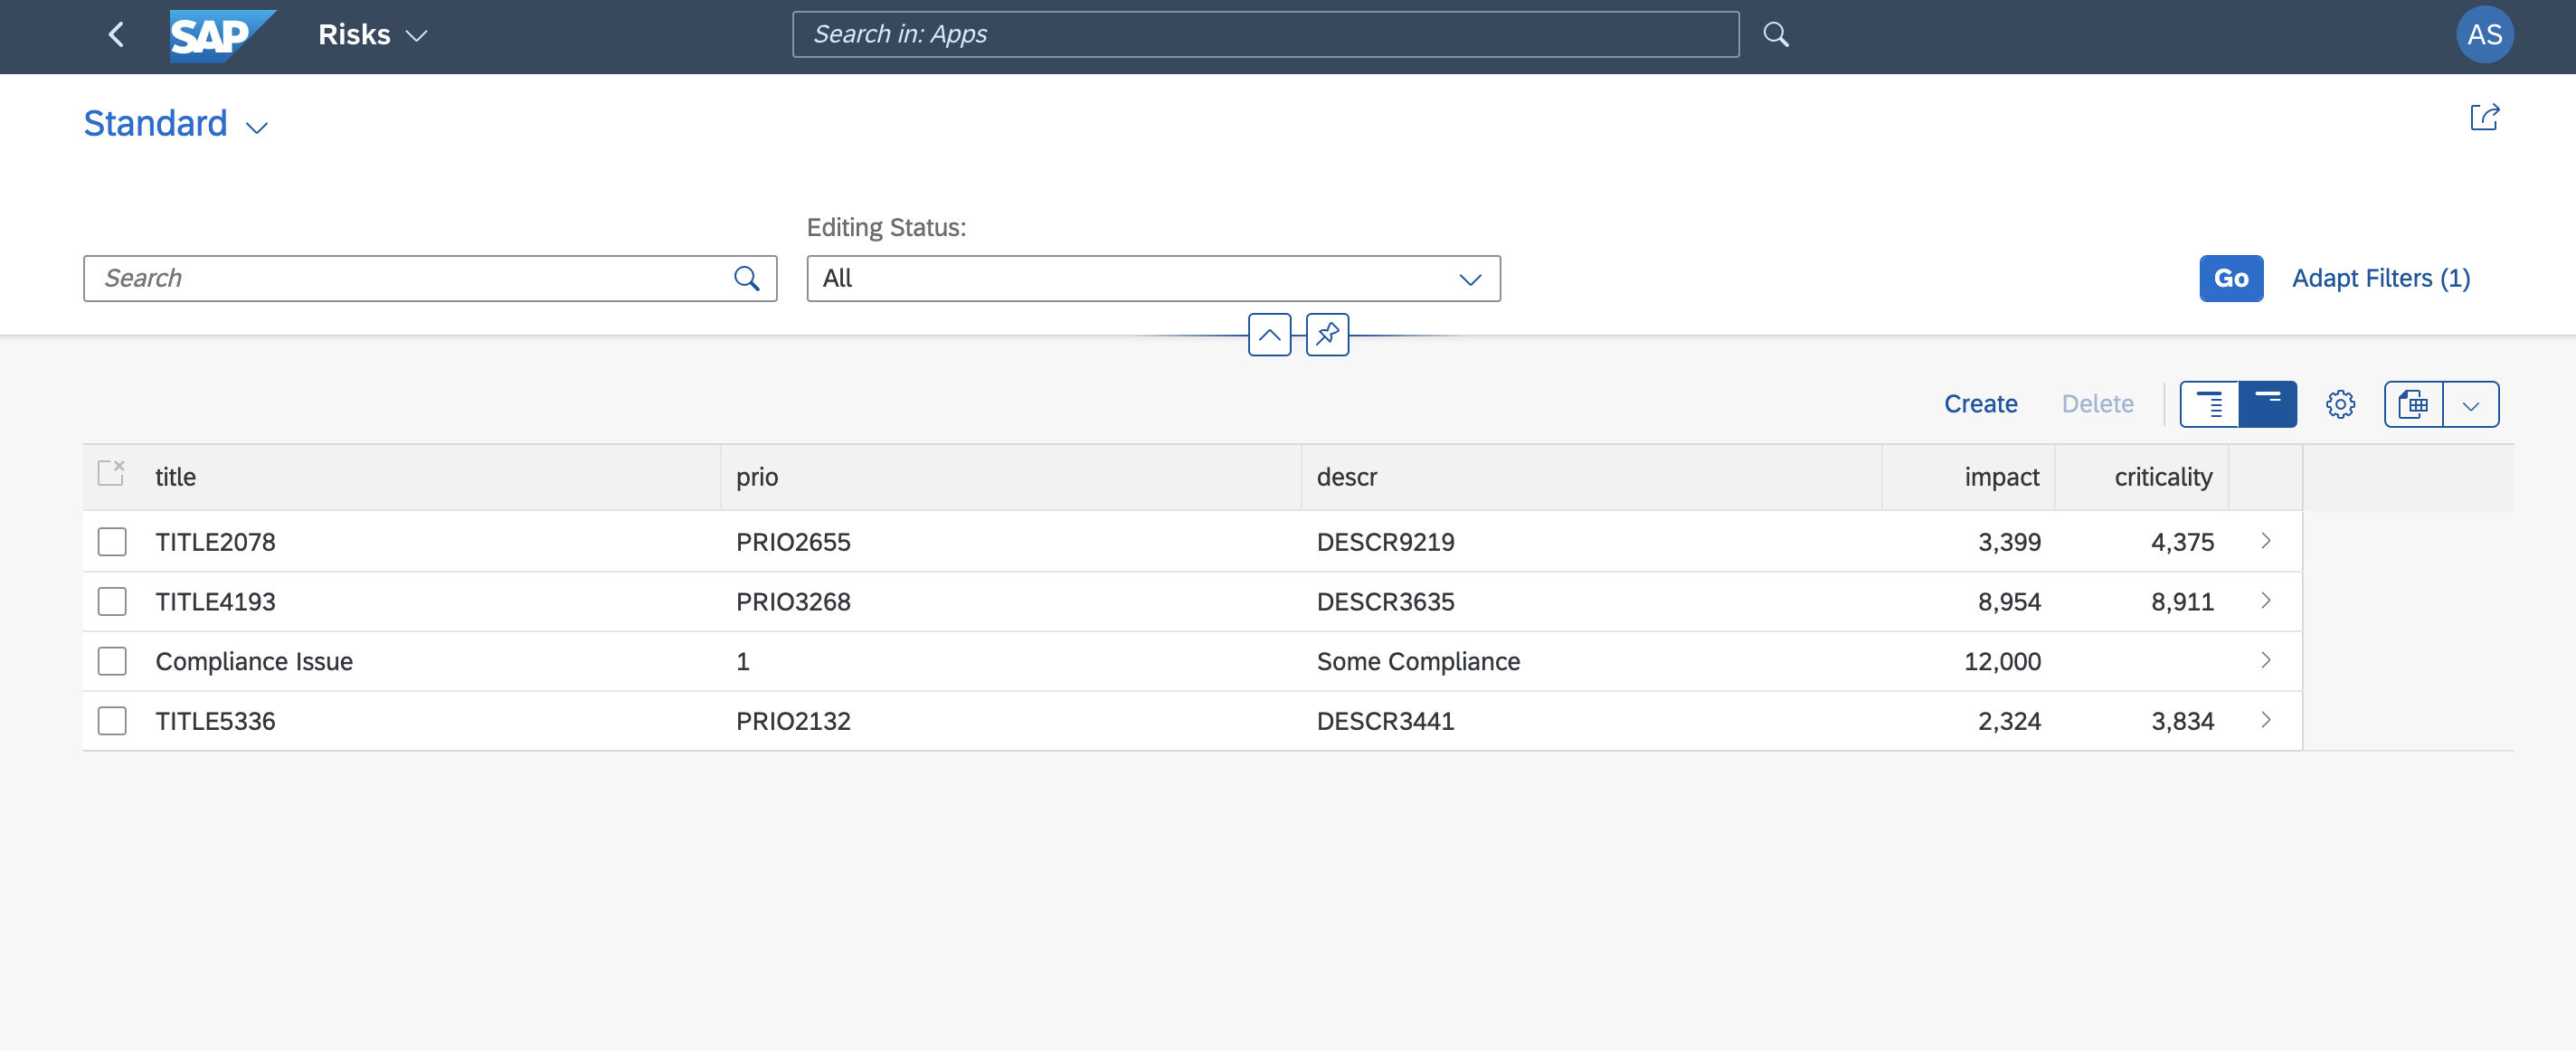 SAP Risks Search in: Apps AS
Standard
Editing Status:
Search All Go Adapt Filters (1)
Create Delete
title prio descr impact criticality
TITLE2078 PRIO2655 DESCR9219 3,399 4,375
TITLE4193 PRIO3268 DESCR3635 8,954 8,911
Compliance Issue 1 Some Compliance 12,000
TITLE5336 PRIO2132 DESCR3441 2,324 3,834